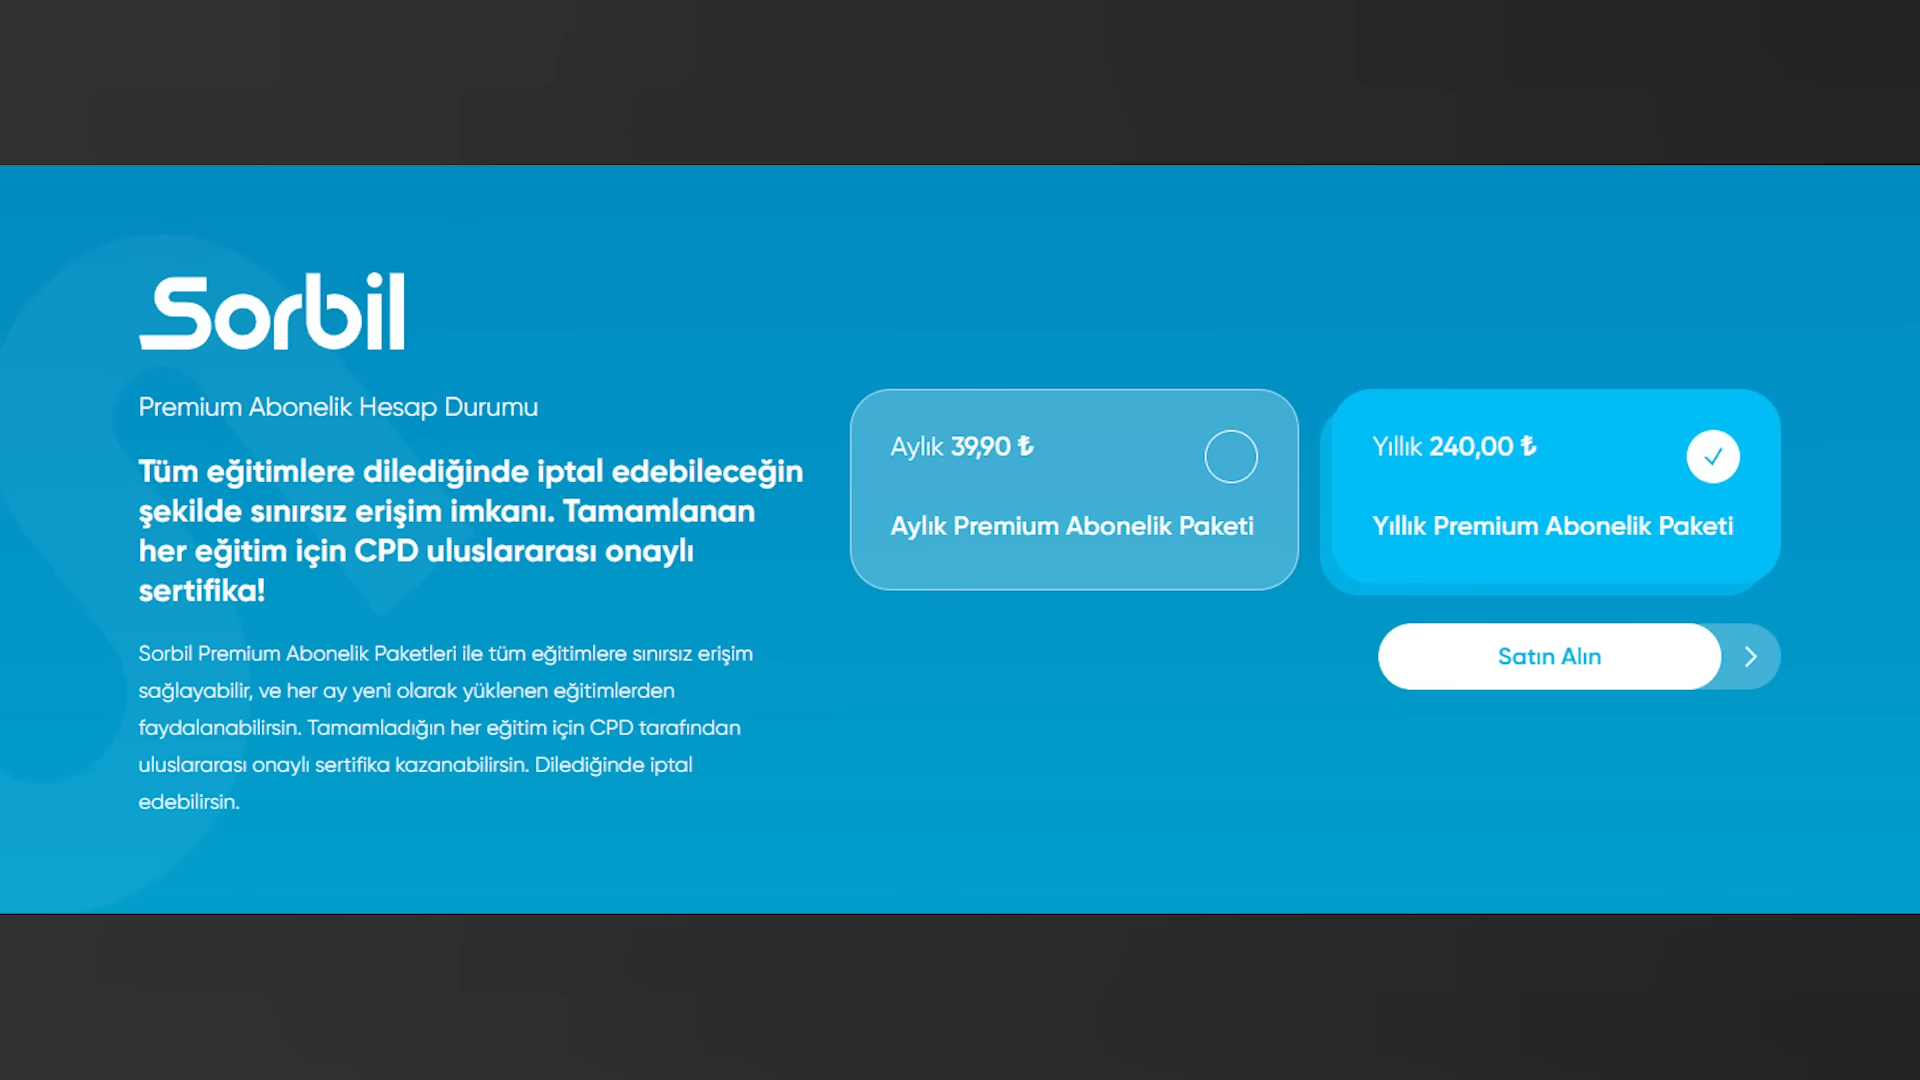 Sorbil
Premium Abonelik Hesap Durumu
Tüm eğitimlere dilediğinde iptal edebileceğin
şekilde sınırsız erişim imkanı. Tamamlanan
her eğitim için CPD uluslararası onaylı
sertifika!
Sorbil Premium Abonelik Paketleri ile tüm eğitimlere sınırsız erişim
sağlayabilir, ve her ay yeni olarak yüklenen eğitimlerden
faydalanabilirsin. Tamamladığın her eğitim için CPD tarafından
uluslararası onaylı sertifika kazanabilirsin. Dilediğinde iptal
edebilirsin.
Aylık 39,90 ₺
Aylık Premium Abonelik Paketi
Yıllık 240,00 ₺
Yıllık Premium Abonelik Paketi
Satın Alın